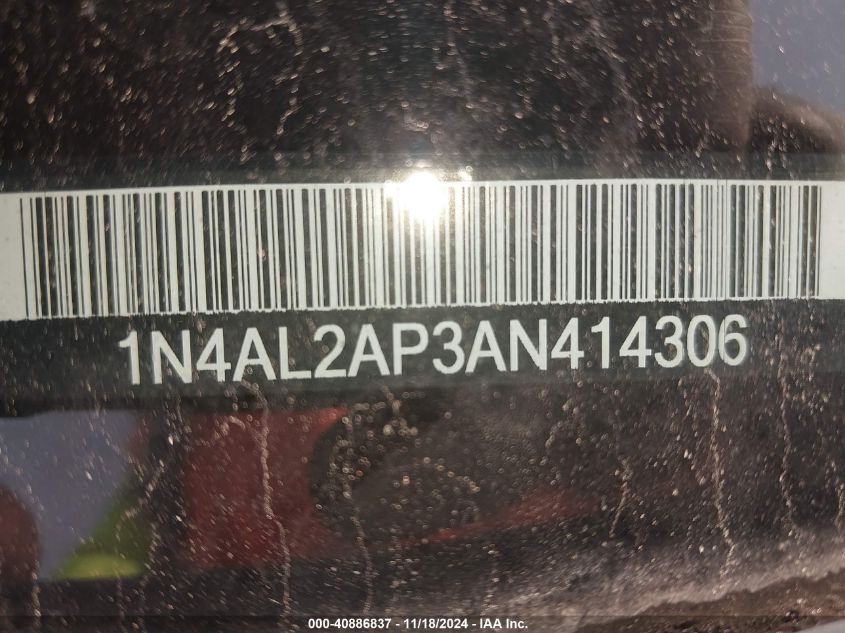 1N4AL2AP3AN414306
000-40886837 - 11/18/2024 - IAA Inc.